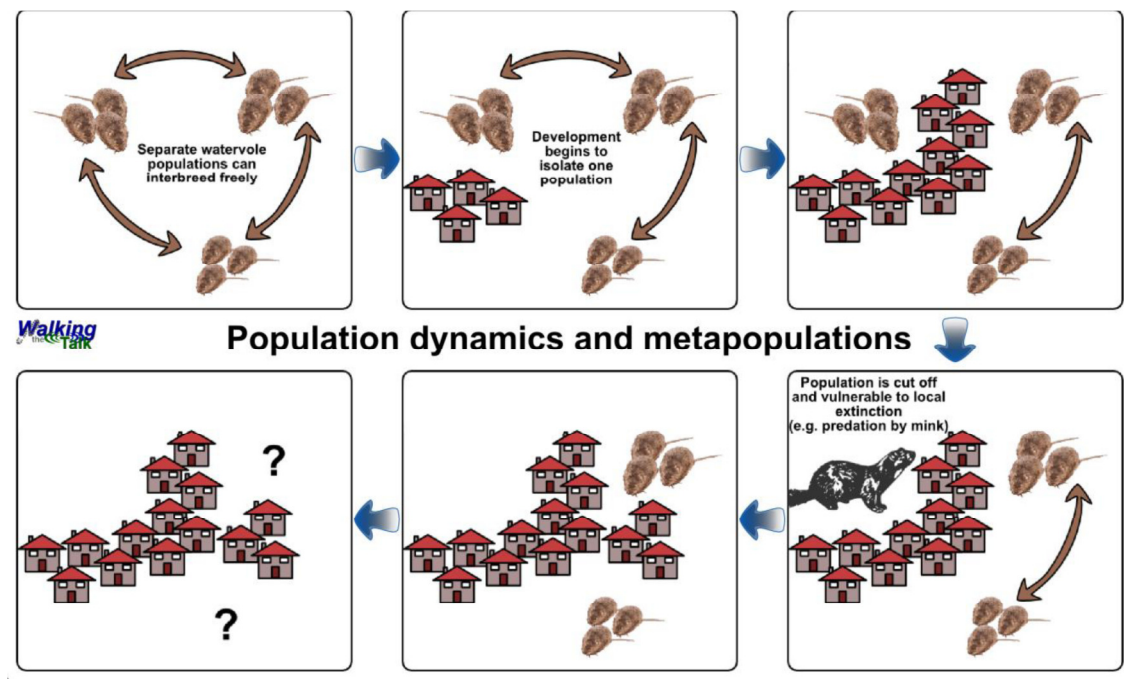 Separate watervole
populations can
interbreed freely
Development
begins to
isolate one
population
Walking
the Talk
Population dynamics and metapopulations
Population is cut off
and vulnerable to local
extinction
(e.g. predation by mink)
?
?